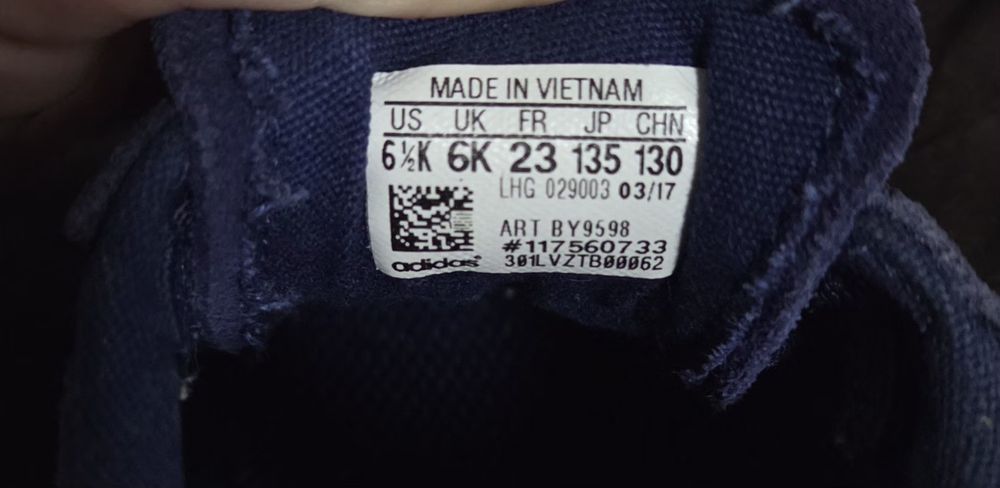 MADE IN VIETNAM
US UK FR JP CHN
6½K 6K 23 135 130
LHG 029003 03/17
ART BY9598
#117560733
adidas 301LVZTB00062